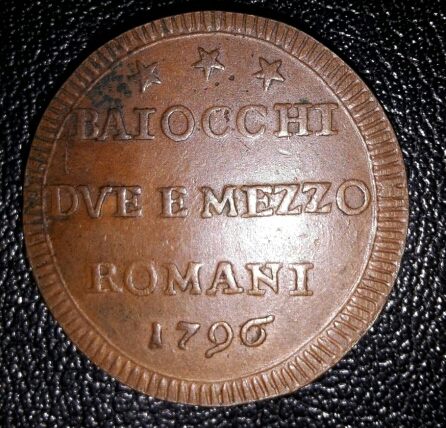 BAIOCCHI
DVE E MEZZO
ROMANI
1796